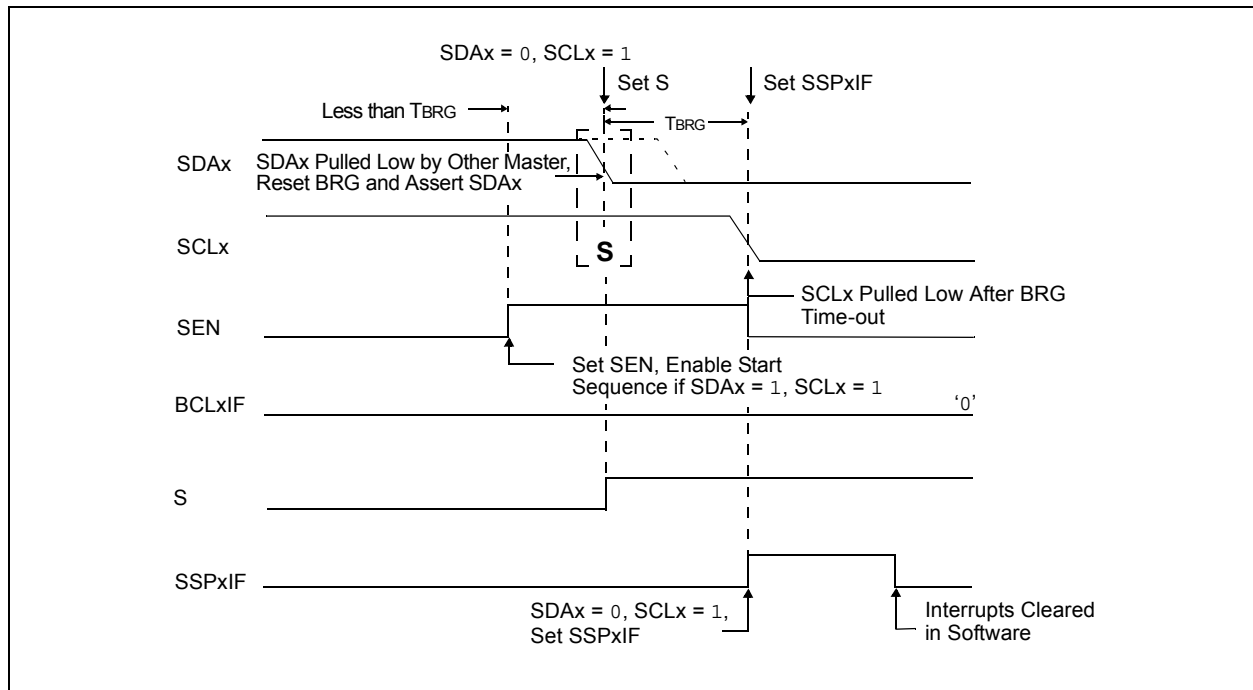 SDAx = 0, SCLx = 1
Set S
Set SSPxIF
Less than TBRG
TBRG
SDAx
SDAx Pulled Low by Other Master,
Reset BRG and Assert SDAx
SCLx
S
SCLx Pulled Low After BRG
Time-out
SEN
Set SEN, Enable Start
Sequence if SDAx = 1, SCLx = 1
BCLxIF
‘0’
S
SSPxIF
SDAx = 0, SCLx = 1,
Set SSPxIF
Interrupts Cleared
in Software